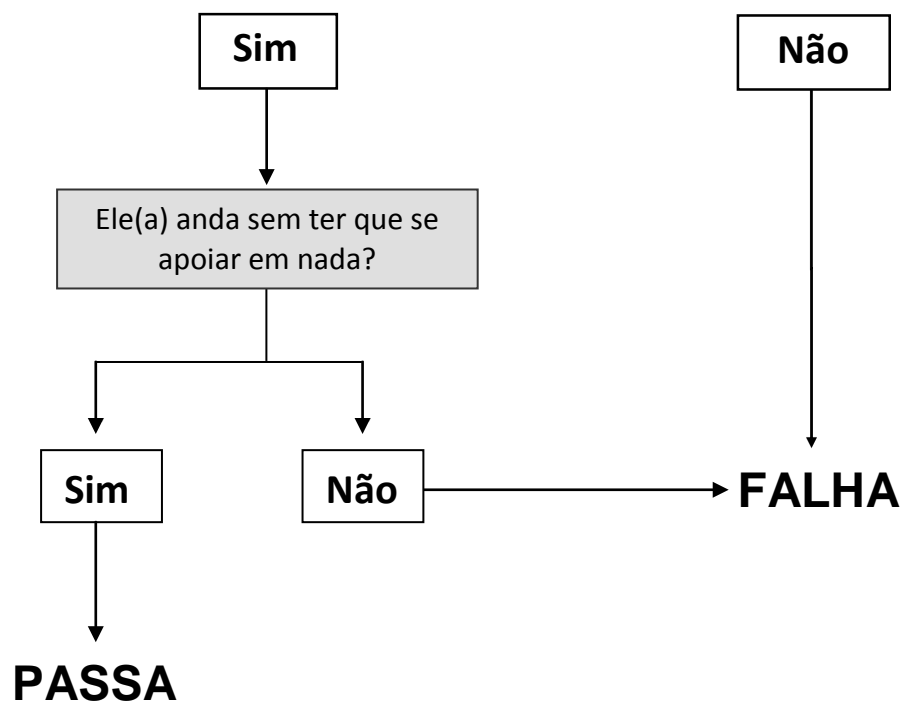 Sim
Não
Ele(a) anda sem ter que se
apoiar em nada?
Sim
Não
FALHA
PASSA